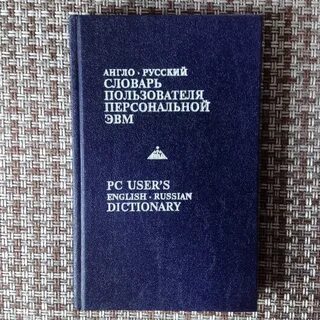 АНГЛО · РУССКИЙ
СЛОВАРЬ
ПОЛЬЗОВАТЕЛЯ
ПЕРСОНАЛЬНОЙ
ЭВМ
PC USER'S
ENGLISH · RUSSIAN
DICTIONARY